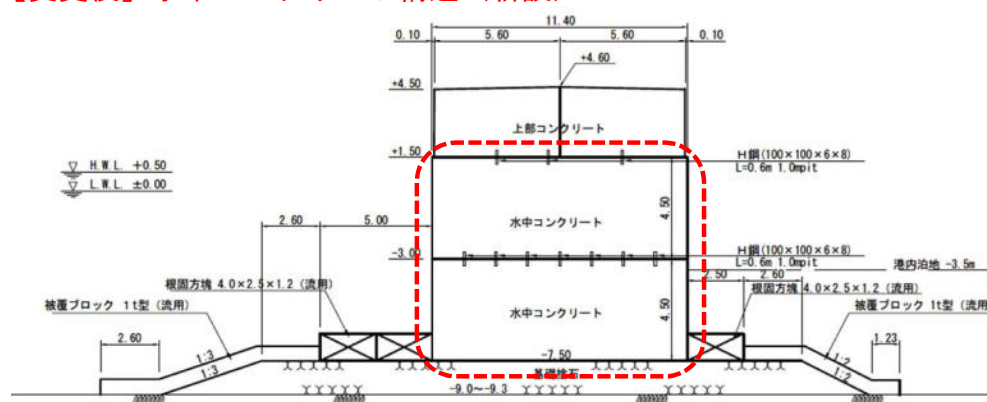 11.40
0.10 5.60 5.60 0.10
+4.60
+4.50
上部コンクリート
+1.50
H.W.L. +0.50
L.W.L. ±0.00
H鋼(100×100×6×8)
L=0.6m 1.0mpit
2.60 5.00
水中コンクリート
4.50
-3.00
H鋼(100×100×6×8)
L=0.6m 1.0mpit
港内泊地 -3.5m
2.50 2.60
根固方塊 4.0×2.5×1.2 (流用)
根固方塊 4.0×2.5×1.2 (流用)
被覆ブロック 1t型 (流用)
被覆ブロック 1t型 (流用
水中コンクリート
4.50
2.60
1:3
1:3
1.23
1:2
1:2
-7.50
基礎捨石
-9.0~-9.3